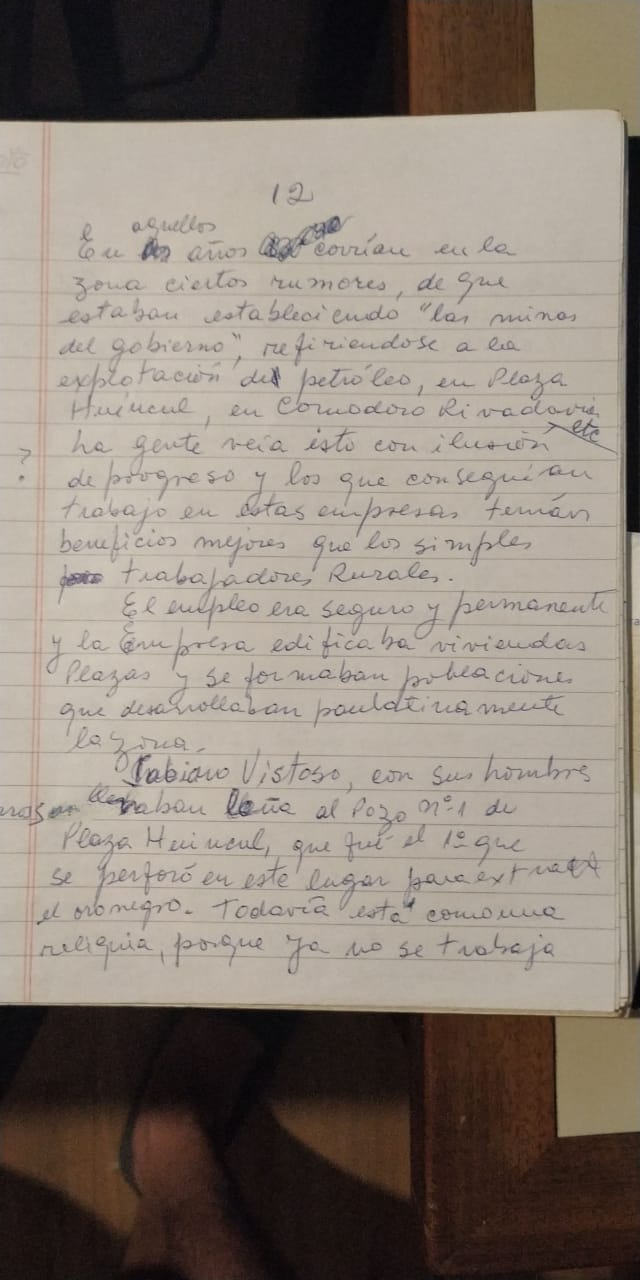 12
aquellos
En años corrían en la
zona ciertos rumores, de que
estaban estableciendo "las minas
del gobierno", refiriendose a la
explotación del petróleo, en Plaza
Huíncul, en Comodoro Rivadavia,
etc
La gente veía ésto con ilusión
?
de progreso y los que conseguían
trabajo en estas empresas tenían
beneficios mejores que los simples
trabajadores Rurales.
El empleo era seguro y permanente
y la Empresa edificaba viviendas
Plazas y se formaban poblaciones
que desarrollaban paulatinamente
la zona.
Fabiano Vistoso, con sus hombres
llevaban leña al Pozo nº 1 de
Plaza Huincul, que fué el 1º que
se perforó en este lugar para extraer
el oro negro. Todavía está como una
reliquia, porque ya no se trabaja